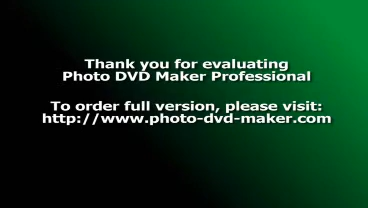 Thank you for evaluating
Photo DVD Maker Professional
To order full version, please visit:
http://www.photo-dvd-maker.com